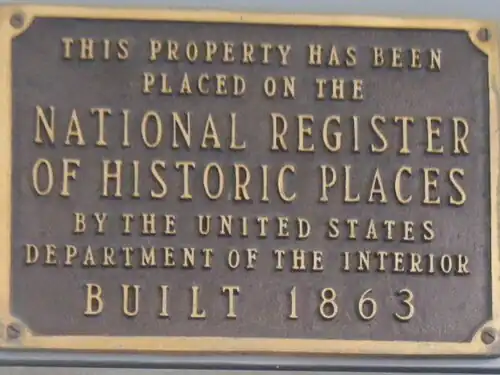 THIS PROPERTY HAS BEEN
PLACED ON THE
NATIONAL REGISTER
OF HISTORIC PLACES
BY THE UNITED STATES
DEPARTMENT OF THE INTERIOR
BUILT 1863